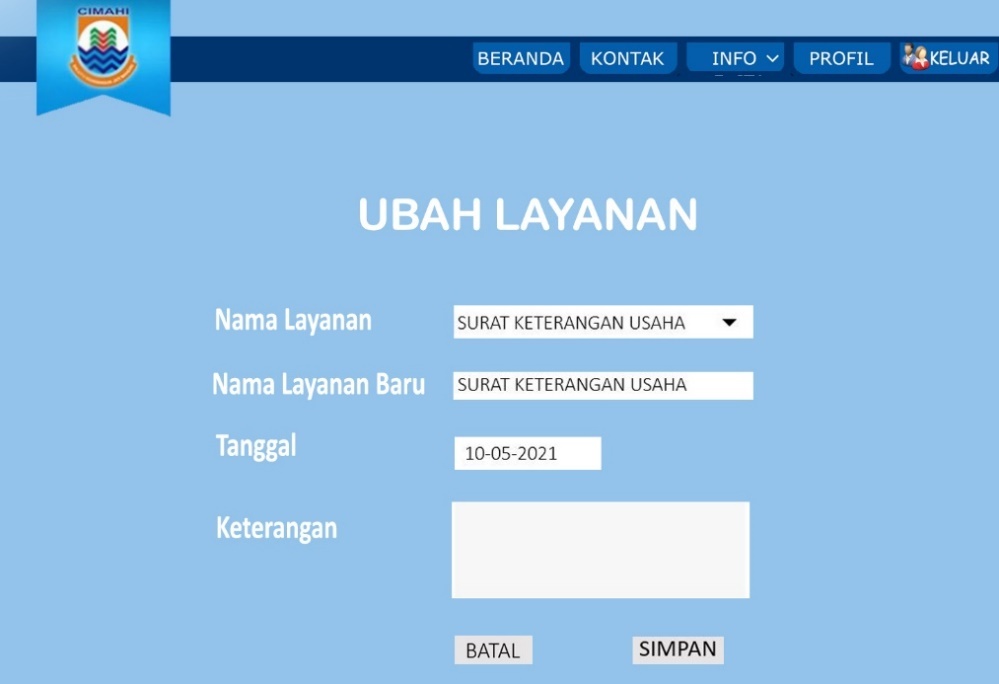 CIMAHI
BERANDA KONTAK INFO PROFIL KELUAR
UBAH LAYANAN
Nama Layanan SURAT KETERANGAN USAHA
Nama Layanan Baru SURAT KETERANGAN USAHA
Tanggal 10-05-2021
Keterangan
BATAL SIMPAN